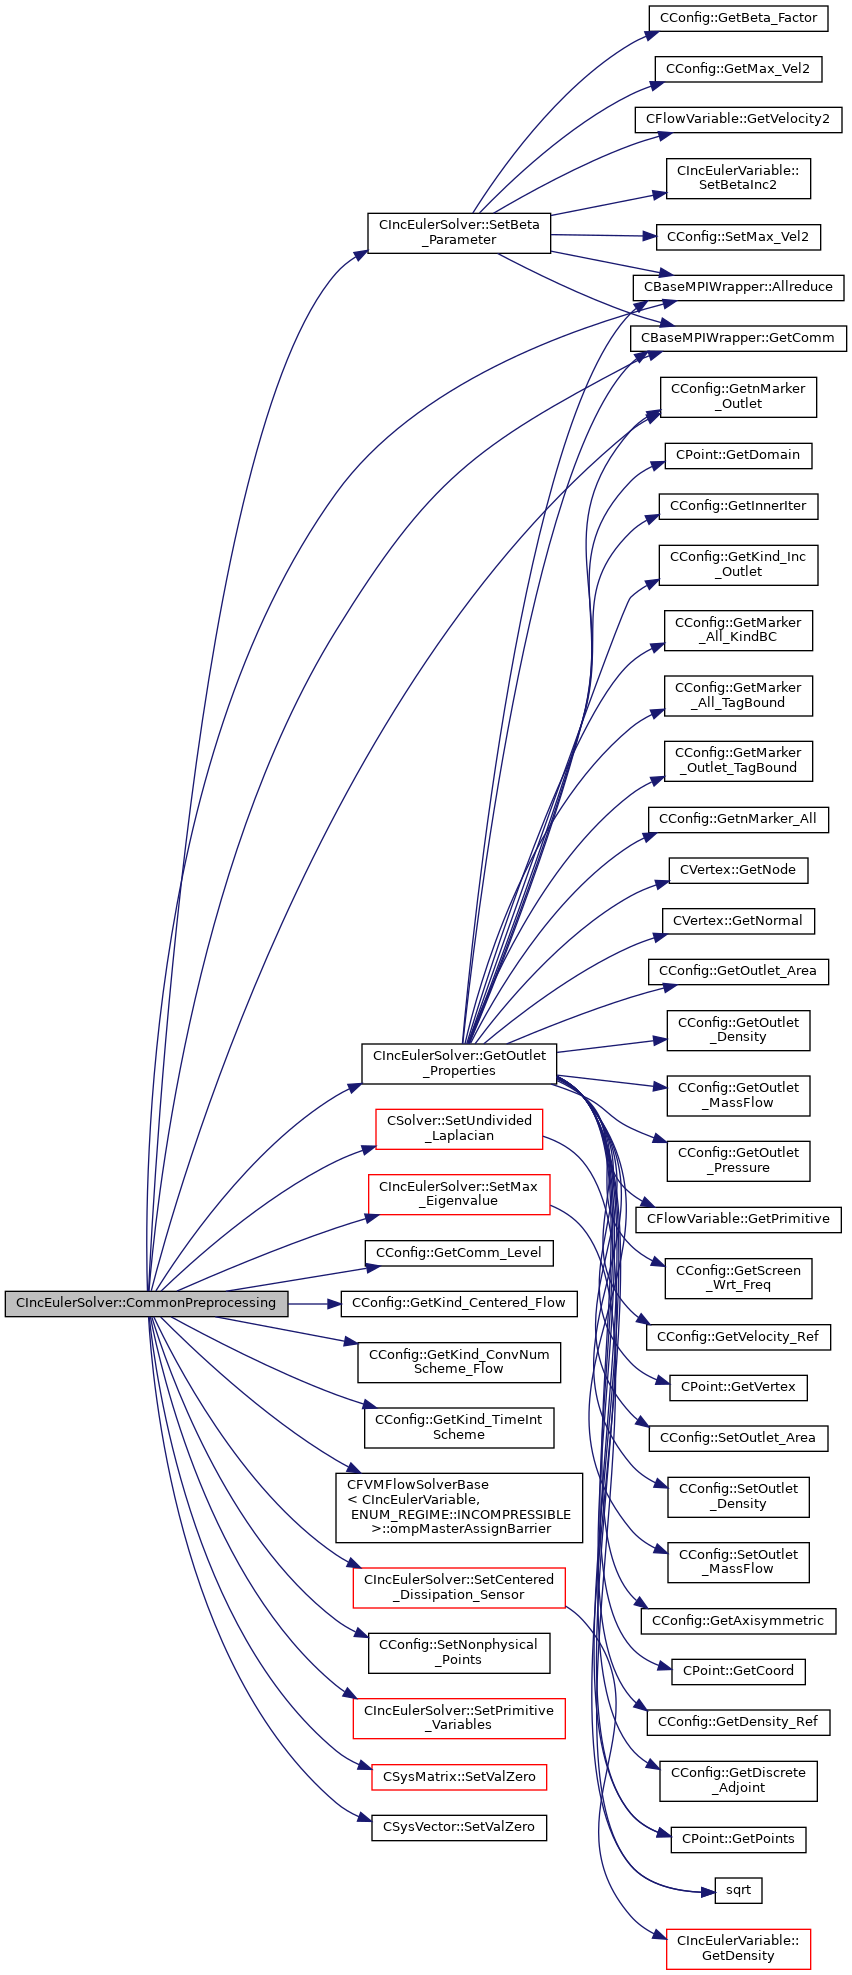 CConfig::GetBeta_Factor
CConfig::GetMax_Vel2
CFlowVariable::GetVelocity2
CIncEulerVariable::
SetBetaInc2
CIncEulerSolver::SetBeta
_Parameter
CConfig::SetMax_Vel2
CBaseMPIWrapper::Allreduce
CBaseMPIWrapper::GetComm
CConfig::GetnMarker
_Outlet
CPoint::GetDomain
CConfig::GetInnerIter
CConfig::GetKind_Inc
_Outlet
CConfig::GetMarker
_All_KindBC
CConfig::GetMarker
_All_TagBound
CConfig::GetMarker
_Outlet_TagBound
CConfig::GetnMarker_All
CVertex::GetNode
CVertex::GetNormal
CConfig::GetOutlet_Area
CConfig::GetOutlet
_Density
CIncEulerSolver::GetOutlet
_Properties
CConfig::GetOutlet
_MassFlow
CSolver::SetUndivided
_Laplacian
CConfig::GetOutlet
_Pressure
CIncEulerSolver::SetMax
_Eigenvalue
CFlowVariable::GetPrimitive
CConfig::GetComm_Level
CConfig::GetScreen
_Wrt_Freq
CIncEulerSolver::CommonPreprocessing
CConfig::GetKind_Centered_Flow
CConfig::GetVelocity_Ref
CConfig::GetKind_ConvNum
Scheme_Flow
CPoint::GetVertex
CConfig::GetKind_TimeInt
Scheme
CConfig::SetOutlet_Area
CFVMFlowSolverBase
< CIncEulerVariable,
ENUM_REGIME::INCOMPRESSIBLE
>::ompMasterAssignBarrier
CConfig::SetOutlet
_Density
CConfig::SetOutlet
_MassFlow
CIncEulerSolver::SetCentered
_Dissipation_Sensor
CConfig::GetAxisymmetric
CConfig::SetNonphysical
_Points
CPoint::GetCoord
CIncEulerSolver::SetPrimitive
_Variables
CConfig::GetDensity_Ref
CSysMatrix::SetValZero
CConfig::GetDiscrete
_Adjoint
CSysVector::SetValZero
CPoint::GetPoints
sqrt
CIncEulerVariable::
GetDensity